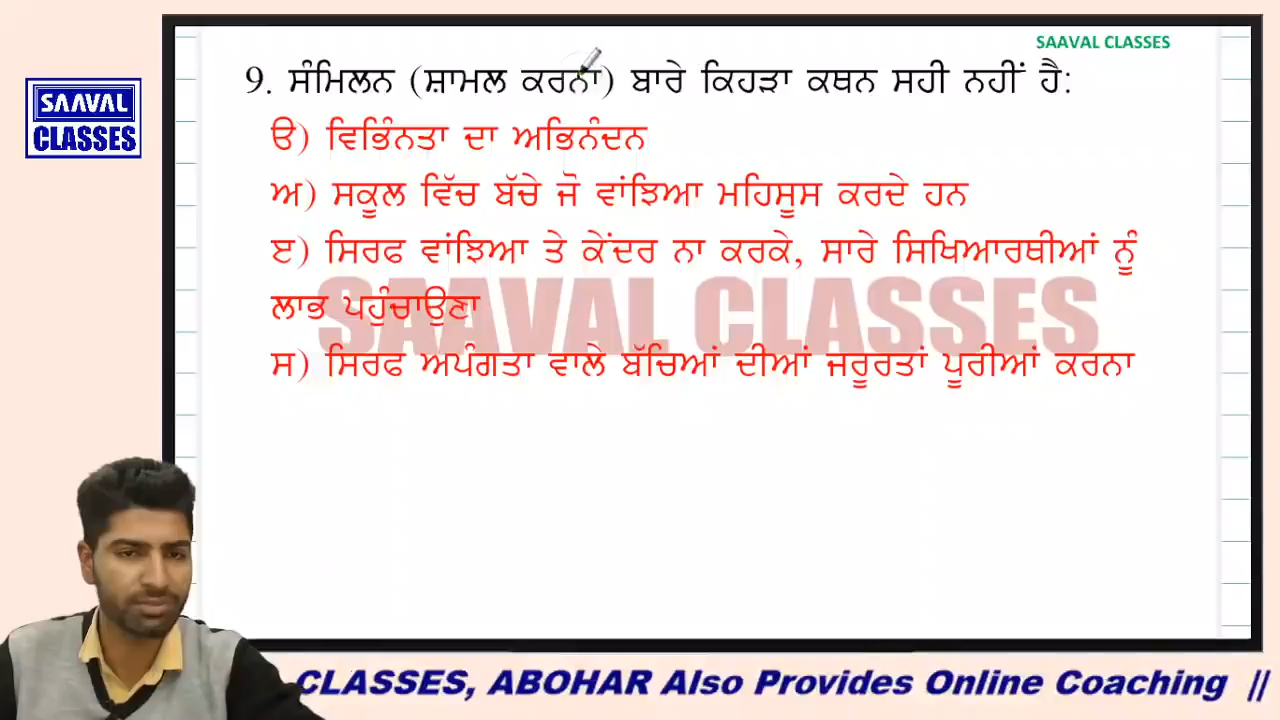 SAAVAL CLASSES
SAAVAL
CLASSES
9. ਸੰਮਿਲਨ (ਸ਼ਾਮਲ ਕਰਨਾ) ਬਾਰੇ ਕਿਹੜਾ ਕਥਨ ਸਹੀ ਨਹੀਂ ਹੈ:
ੳ) ਵਿਭਿੰਨਤਾ ਦਾ ਅਭਿਨੰਦਨ
ਅ) ਸਕੂਲ ਵਿੱਚ ਬੱਚੇ ਜੋ ਵਾਂਝਿਆ ਮਹਿਸੂਸ ਕਰਦੇ ਹਨ
ੲ) ਸਿਰਫ ਵਾਂਝਿਆ ਤੇ ਕੇਂਦਰ ਨਾ ਕਰਕੇ, ਸਾਰੇ ਸਿਖਿਆਰਥੀਆਂ ਨੂੰ
ਲਾਭ ਪਹੁੰਚਾਉਣਾ
SAAVAL CLASSES
ਸ) ਸਿਰਫ ਅਪੰਗਤਾ ਵਾਲੇ ਬੱਚਿਆਂ ਦੀਆਂ ਜਰੂਰਤਾਂ ਪੂਰੀਆਂ ਕਰਨਾ
CLASSES, ABOHAR Also Provides Online Coaching //